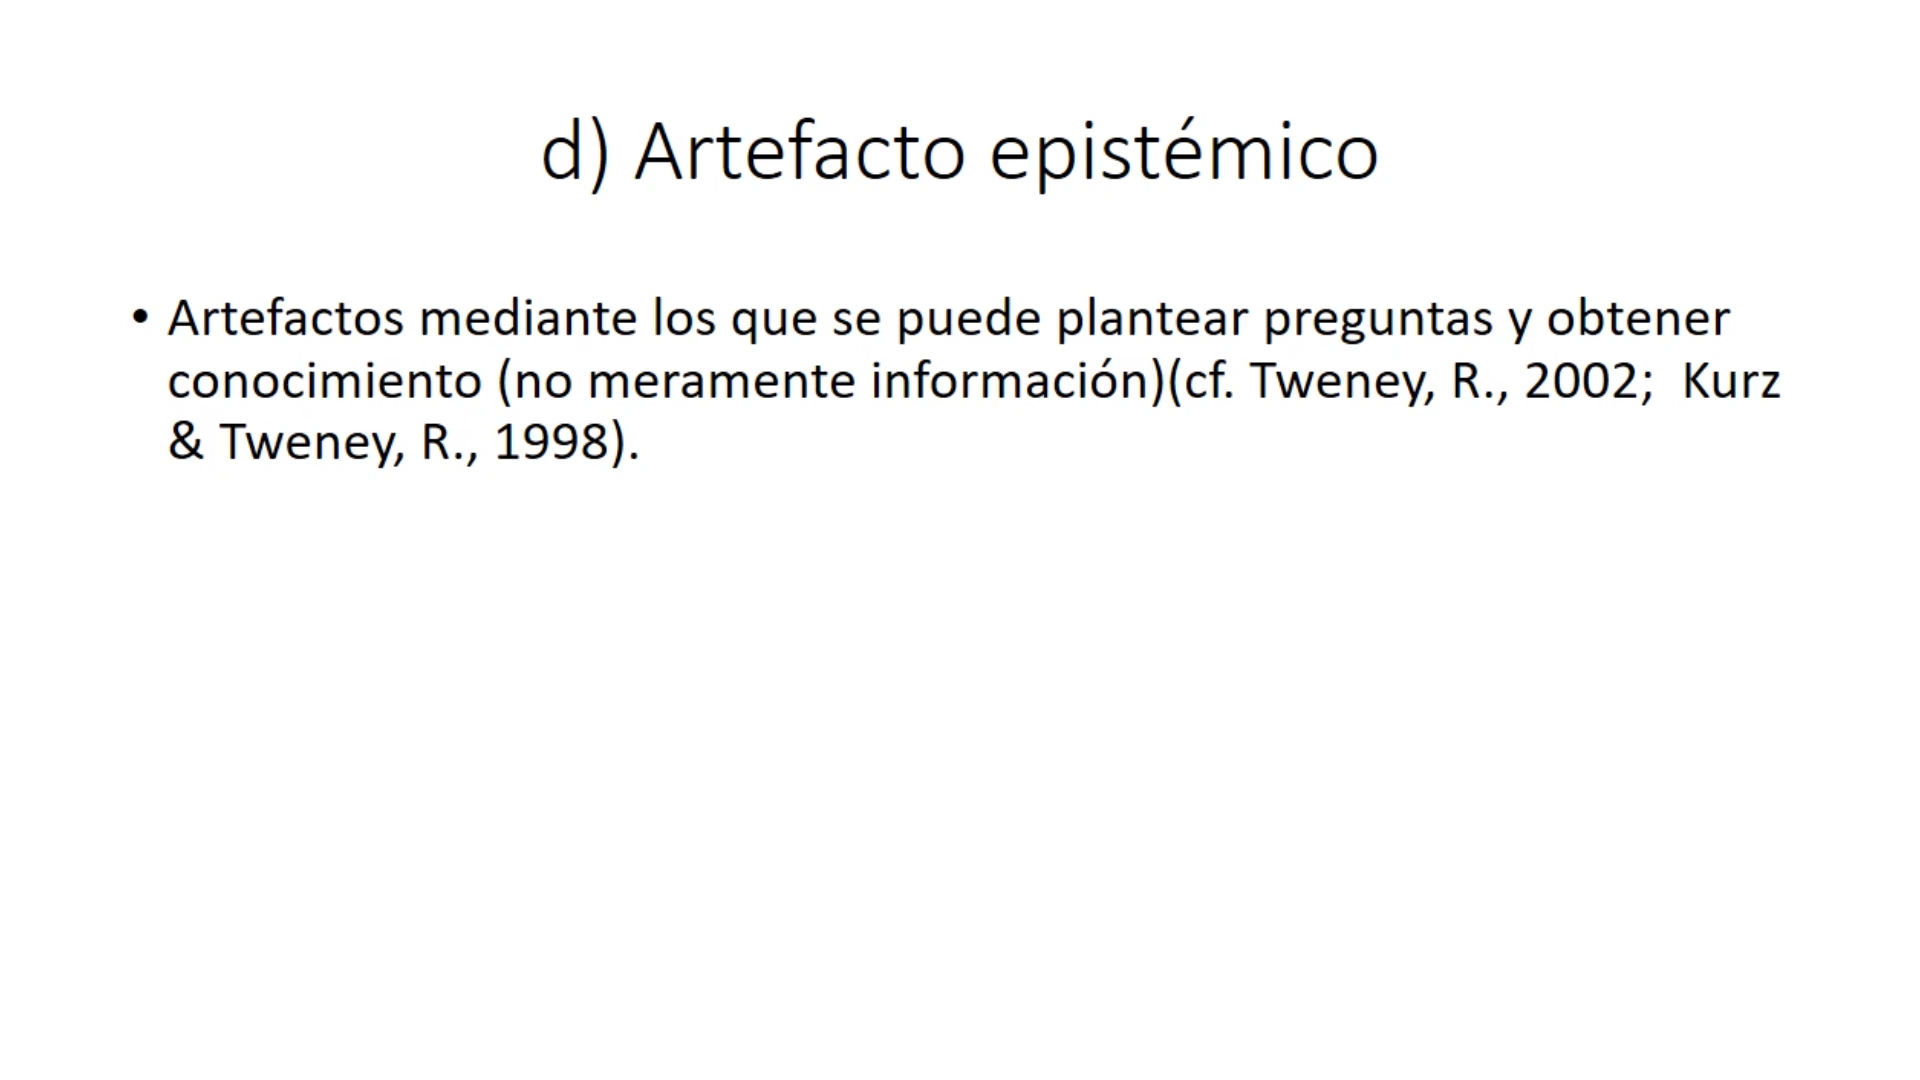 d) Artefacto epistémico
• Artefactos mediante los que se puede plantear preguntas y obtener
conocimiento (no meramente información)(cf. Tweney, R., 2002;  Kurz
& Tweney, R., 1998).